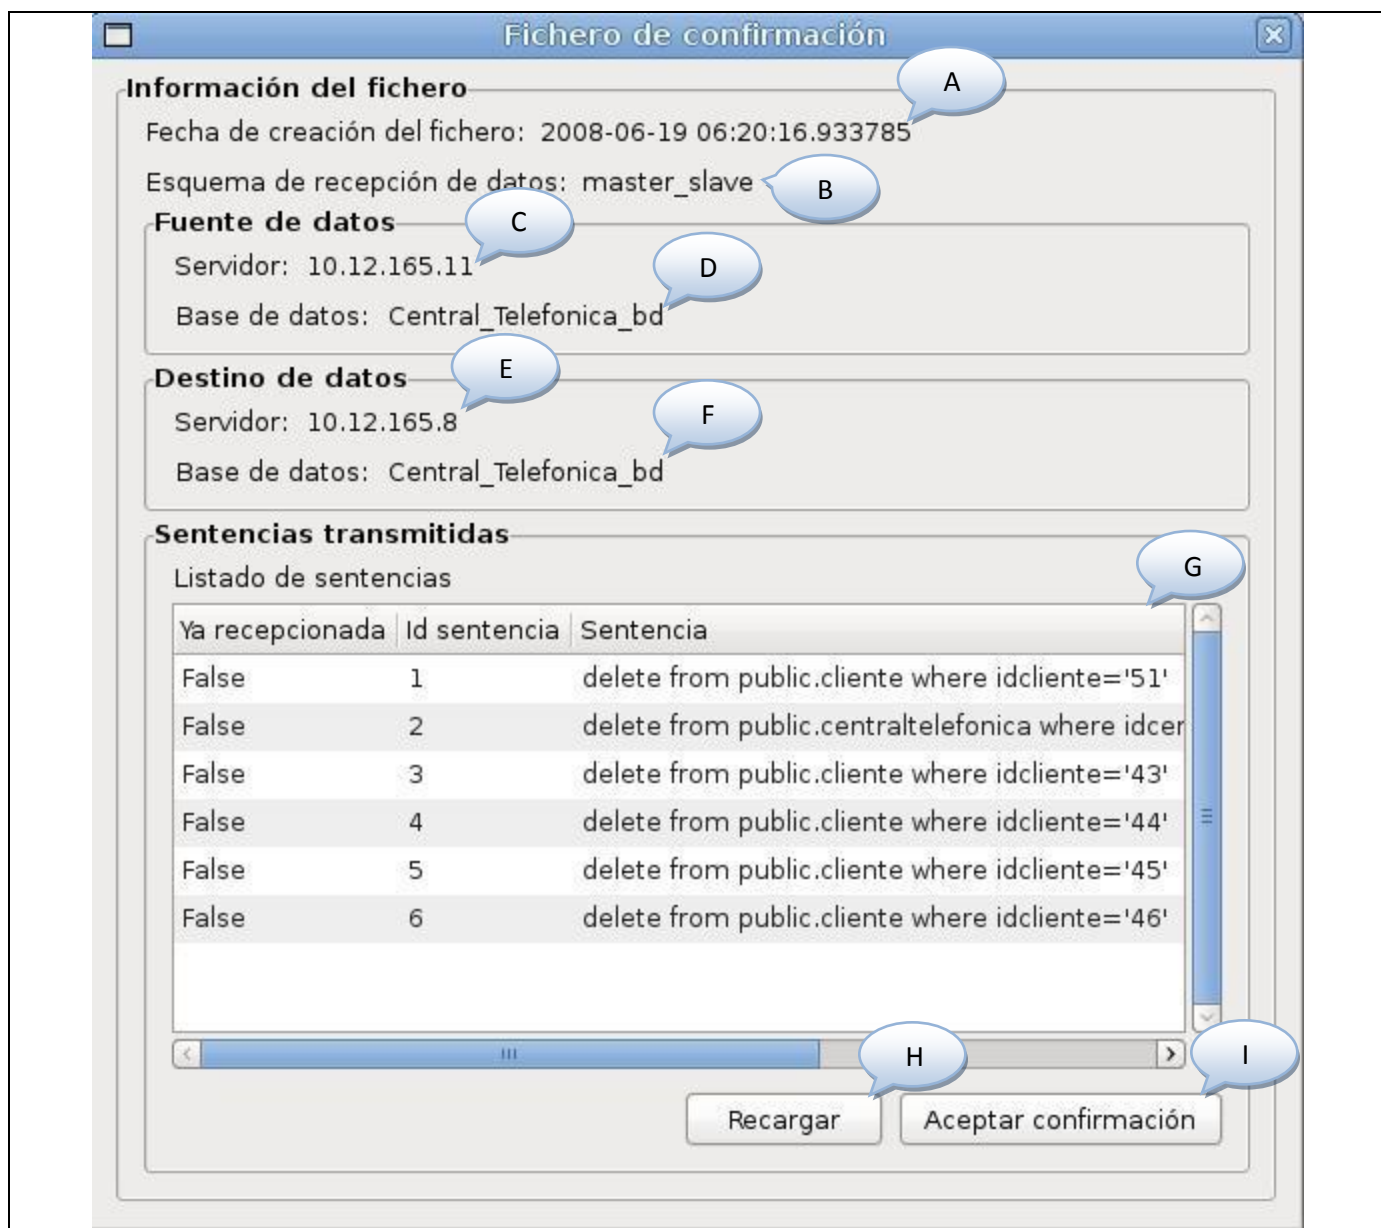 Fichero de confirmación
A
Información del fichero
Fecha de creación del fichero: 2008-06-19 06:20:16.933785
Esquema de recepción de datos: master_slave
B
C
Fuente de datos
Servidor: 10.12.165.11
D
Base de datos: Central_Telefonica_bd
E
Destino de datos
Servidor: 10.12.165.8
F
Base de datos: Central_Telefonica_bd
Sentencias transmitidas
G
Listado de sentencias
Ya recepcionada Id sentencia Sentencia
False 1 delete from public.cliente where idcliente='51'
False 2 delete from public.centraltelefonica where idcer
False 3 delete from public.cliente where idcliente='43'
False 4 delete from public.cliente where idcliente='44'
False 5 delete from public.cliente where idcliente='45'
False 6 delete from public.cliente where idcliente='46'
H
I
Recargar Aceptar confirmación